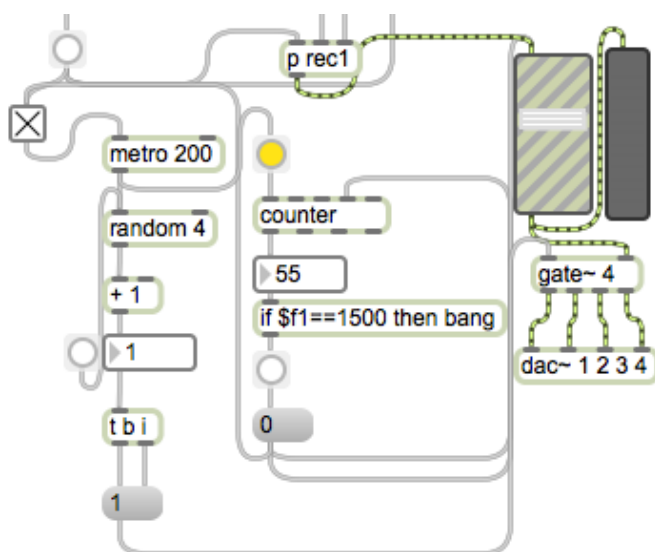 p rec1
metro 200
random 4
counter
+ 1
55
gate~ 4
if $f1==1500 then bang
1
dac~ 1 2 3 4
t b i
0
1